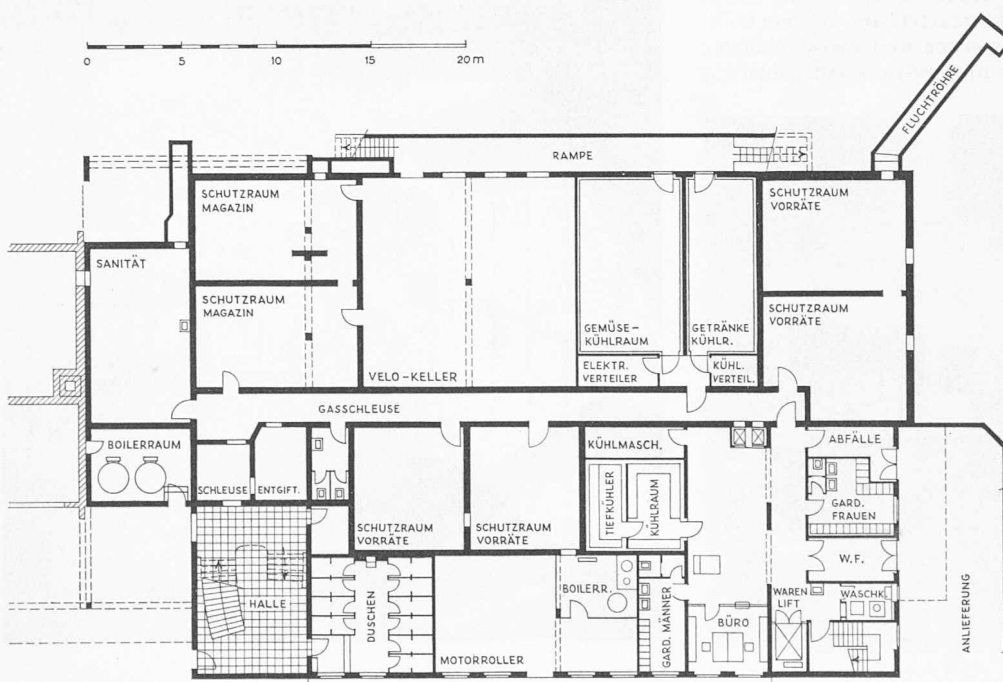 0 5 10 15 20 m
FLUCHTRÖHRE
RAMPE
SCHUTZRAUM
MAGAZIN
SCHUTZRAUM
VORRÄTE
SANITÄT
SCHUTZRAUM
MAGAZIN
SCHUTZRAUM
VORRÄTE
GEMÜSE-
KÜHLRAUM
GETRÄNKE
KÜHLR.
VELO-KELLER
ELEKTR.
VERTEILER
KÜHL.
VERTEIL.
GASSCHLEUSE
BOILERRAUM
SCHLEUSE
ENTGIFT.
SCHUTZRAUM
VORRÄTE
SCHUTZRAUM
VORRÄTE
KÜHLMASCH.
TIEFKÜHLER
KÜHLRAUM
ABFÄLLE
GARD.
FRAUEN
W.F.
HALLE
DUSCHEN
MOTORROLLER
BOILERR.
GARD. MÄNNER
BÜRO
WAREN
LIFT
WASCHK.
ANLIEFERUNG